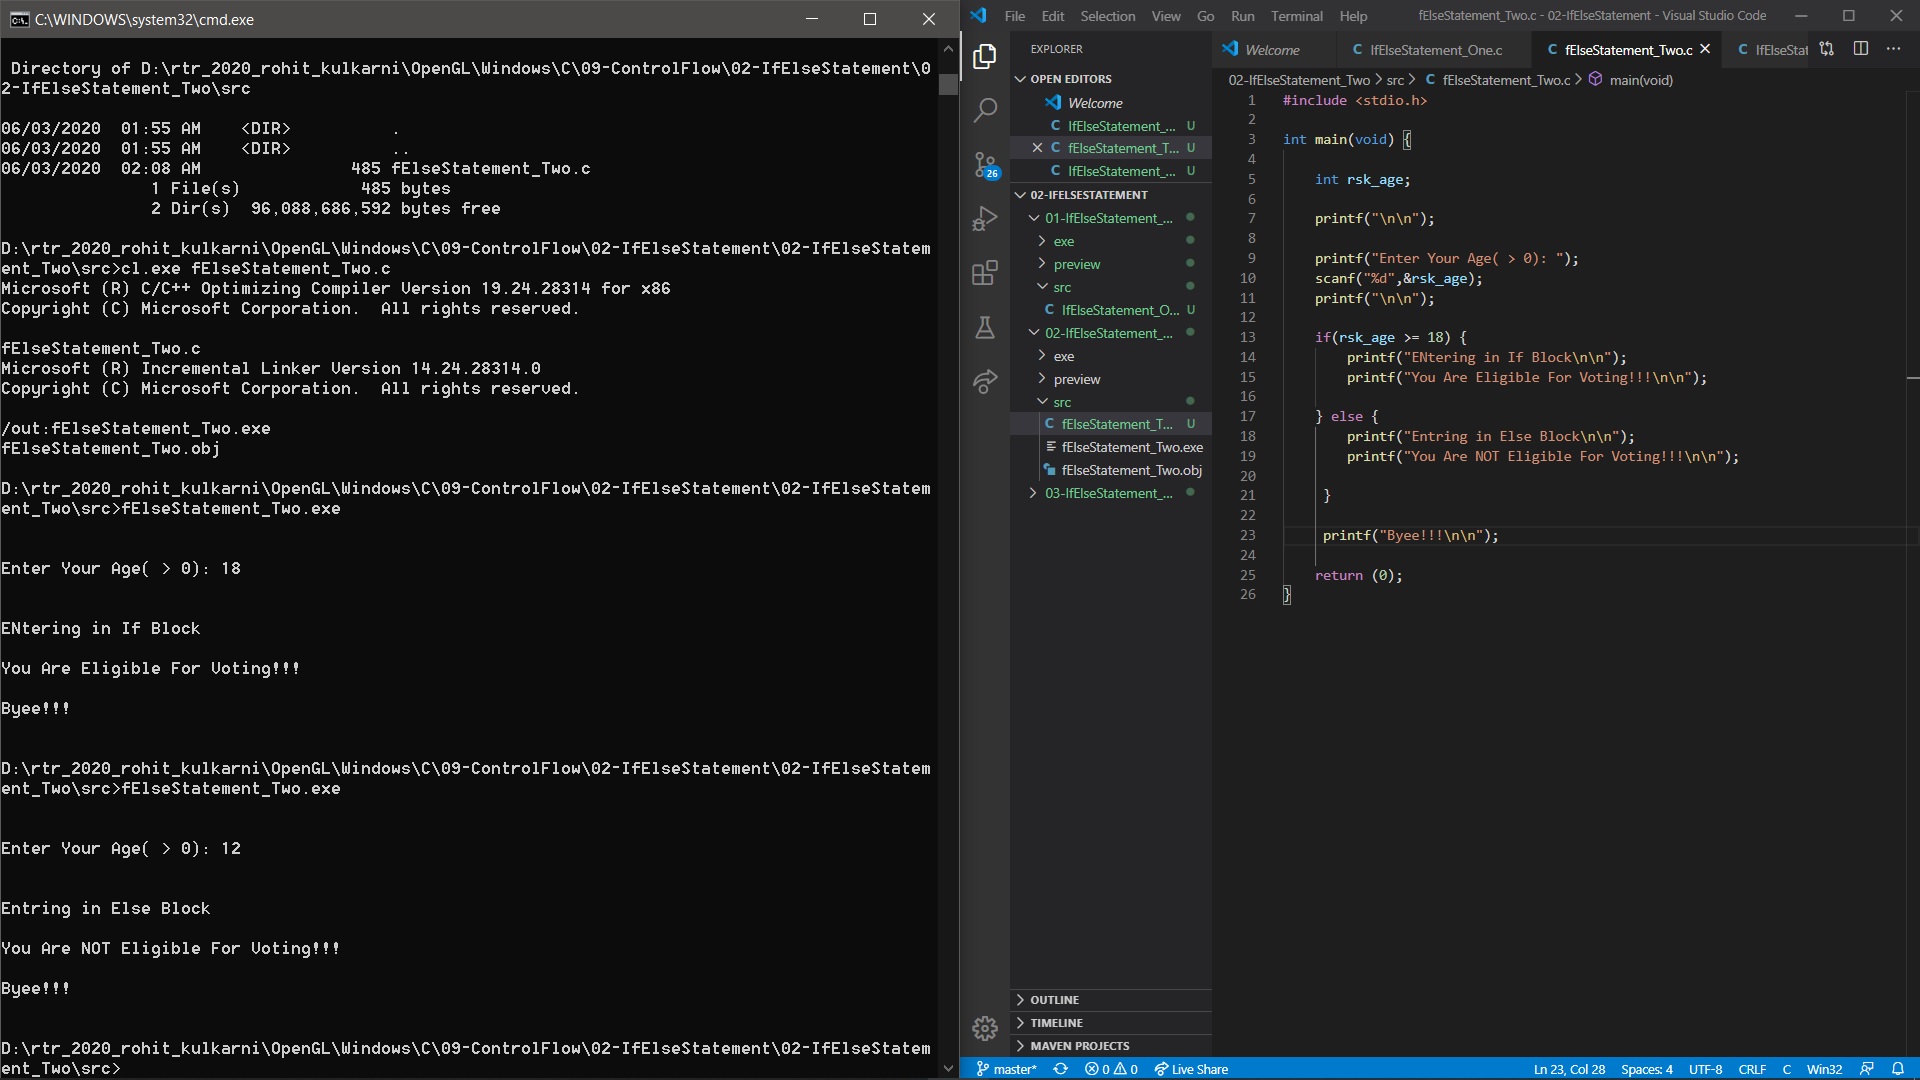 C:\WINDOWS\system32\cmd.exe
Directory of D:\rtr_2020_rohit_kulkarni\OpenGL\Windows\C\09-ControlFlow\02-IfElseStatement\0
2-IfElseStatement_Two\src
06/03/2020  01:55 AM    <DIR>          .
06/03/2020  01:55 AM    <DIR>          ..
06/03/2020  02:08 AM               485 fElseStatement_Two.c
1 File(s)            485 bytes
2 Dir(s)  96,088,686,592 bytes free
D:\rtr_2020_rohit_kulkarni\OpenGL\Windows\C\09-ControlFlow\02-IfElseStatement\02-IfElseStatem
ent_Two\src>cl.exe fElseStatement_Two.c
Microsoft (R) C/C++ Optimizing Compiler Version 19.24.28314 for x86
Copyright (C) Microsoft Corporation.  All rights reserved.
fElseStatement_Two.c
Microsoft (R) Incremental Linker Version 14.24.28314.0
Copyright (C) Microsoft Corporation.  All rights reserved.
/out:fElseStatement_Two.exe
fElseStatement_Two.obj
D:\rtr_2020_rohit_kulkarni\OpenGL\Windows\C\09-ControlFlow\02-IfElseStatement\02-IfElseStatem
ent_Two\src>fElseStatement_Two.exe
Enter Your Age( > 0): 18
ENtering in If Block
You Are Eligible For Voting!!!
Byee!!!
D:\rtr_2020_rohit_kulkarni\OpenGL\Windows\C\09-ControlFlow\02-IfElseStatement\02-IfElseStatem
ent_Two\src>fElseStatement_Two.exe
Enter Your Age( > 0): 12
Entring in Else Block
You Are NOT Eligible For Voting!!!
Byee!!!
D:\rtr_2020_rohit_kulkarni\OpenGL\Windows\C\09-ControlFlow\02-IfElseStatement\02-IfElseStatem
ent_Two\src>
File Edit Selection View Go Run Terminal Help fElseStatement_Two.c - 02-IfElseStatement - Visual Studio Code
EXPLORER
OPEN EDITORS
Welcome
C IfElseStatement_... U
C fElseStatement_T... U
C IfElseStatement_... U
26
02-IFELSESTATEMENT
01-IfElseStatement_...
exe
preview
src
C IfElseStatement_O... U
02-IfElseStatement_...
exe
preview
src
C fElseStatement_T... U
fElseStatement_Two.exe
fElseStatement_Two.obj
03-IfElseStatement_...
OUTLINE
TIMELINE
MAVEN PROJECTS
Welcome C IfElseStatement_One.c C fElseStatement_Two.c C IfElseStat
02-IfElseStatement_Two > src > C fElseStatement_Two.c > main(void)
1 #include <stdio.h>
2
3 int main(void) {
4
5 int rsk_age;
6
7 printf("\n\n");
8
9 printf("Enter Your Age( > 0): ");
10 scanf("%d",&rsk_age);
11 printf("\n\n");
12
13 if(rsk_age >= 18) {
14 printf("ENtering in If Block\n\n");
15 printf("You Are Eligible For Voting!!!\n\n");
16
17 } else {
18 printf("Entring in Else Block\n\n");
19 printf("You Are NOT Eligible For Voting!!!\n\n");
20
21 }
22
23 printf("Byee!!!\n\n");
24
25 return (0);
26 }
master* 0 0 Live Share Ln 23, Col 28 Spaces: 4 UTF-8 CRLF C Win32